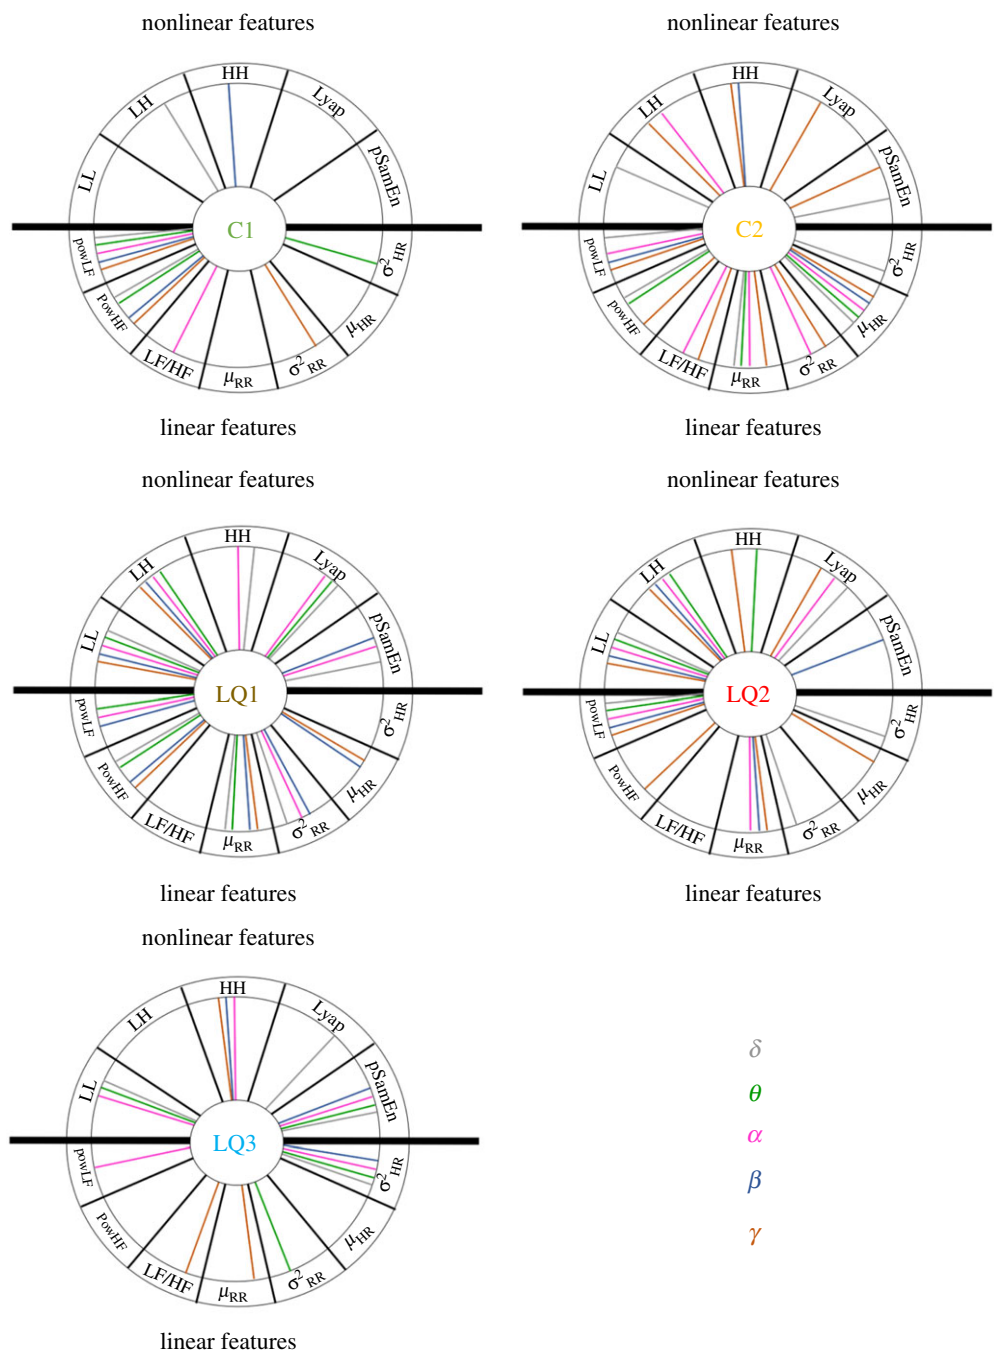 nonlinear features
HH
Lyap
pSamEn
σ²HR
μHR
σ²RR
μRR
LF/HF
PowHF
powLF
LL
LH
C1
linear features
nonlinear features
HH
Lyap
pSamEn
σ²HR
μHR
σ²RR
μRR
LF/HF
powHF
powLF
LL
LH
C2
linear features
nonlinear features
HH
Lyap
pSamEn
σ²HR
μHR
σ²RR
μRR
LF/HF
PowHF
powLF
LL
LH
LQ1
linear features
nonlinear features
HH
Lyap
pSamEn
σ²HR
μHR
σ²RR
μRR
LF/HF
PowHF
powLF
LL
LH
LQ2
linear features
nonlinear features
HH
Lyap
pSamEn
σ²HR
μHR
σ²RR
μRR
LF/HF
PowHF
powLF
LL
LH
LQ3
linear features
δ
θ
α
β
γ